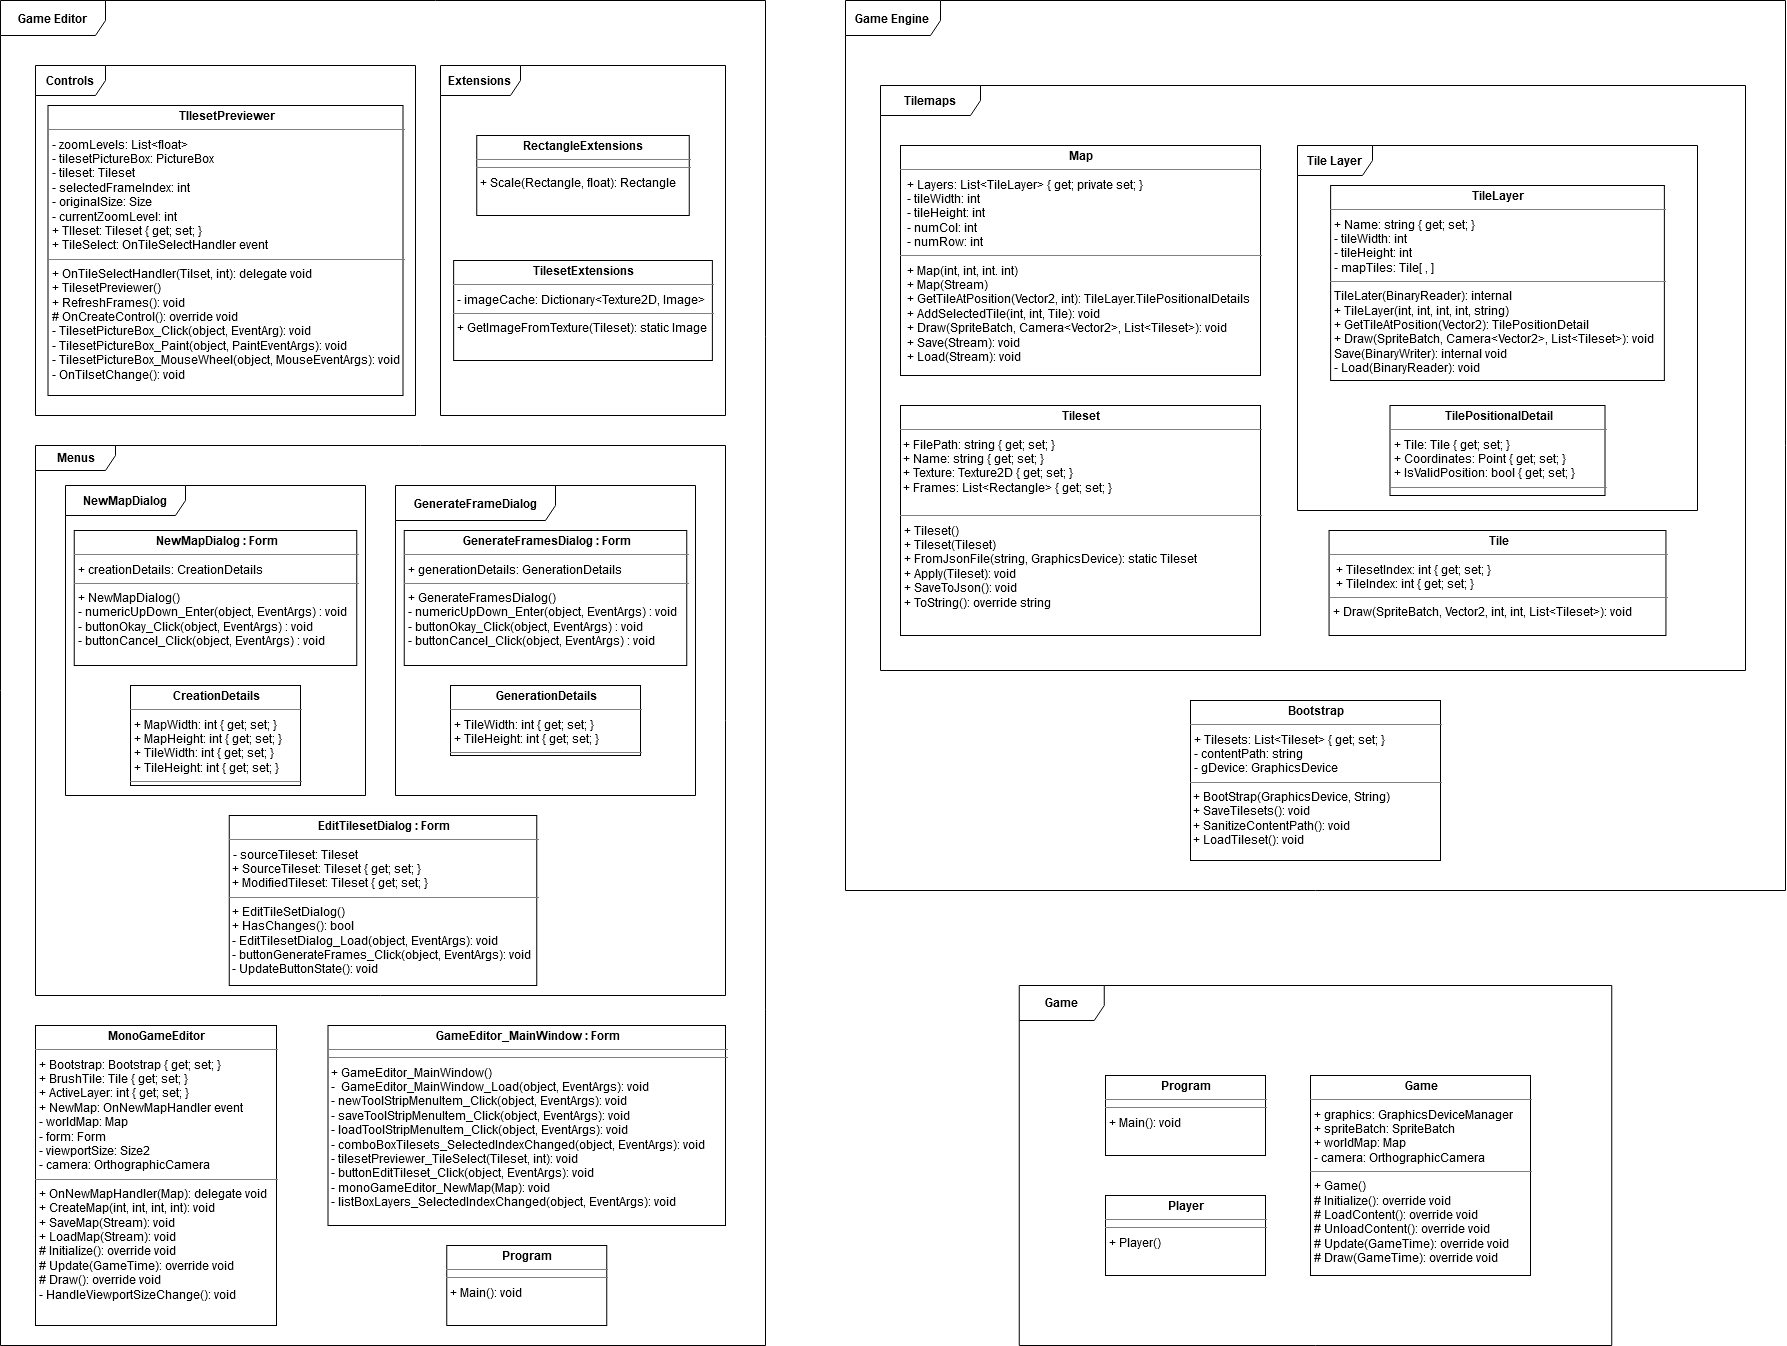 Game Editor
Controls
TIlesetPreviewer
- zoomLevels: List<float>
- tilesetPictureBox: PictureBox
- tileset: Tileset
- selectedFrameIndex: int
- originalSize: Size
- currentZoomLevel: int
+ TIleset: Tileset { get; set; }
+ TileSelect: OnTileSelectHandler event
+ OnTileSelectHandler(Tilset, int): delegate void
+ TilesetPreviewer()
+ RefreshFrames(): void
# OnCreateControl(): override void
- TilesetPictureBox_Click(object, EventArg): void
- TilesetPictureBox_Paint(object, PaintEventArgs): void
- TilesetPictureBox_MouseWheel(object, MouseEventArgs): void
- OnTilsetChange(): void
Extensions
RectangleExtensions
+ Scale(Rectangle, float): Rectangle
TilesetExtensions
- imageCache: Dictionary<Texture2D, Image>
+ GetImageFromTexture(Tileset): static Image
Menus
NewMapDialog
NewMapDialog : Form
+ creationDetails: CreationDetails
+ NewMapDialog()
- numericUpDown_Enter(object, EventArgs) : void
- buttonOkay_Click(object, EventArgs) : void
- buttonCancel_Click(object, EventArgs) : void
CreationDetails
+ MapWidth: int { get; set; }
+ MapHeight: int { get; set; }
+ TileWidth: int { get; set; }
+ TileHeight: int { get; set; }
GenerateFrameDialog
GenerateFramesDialog : Form
+ generationDetails: GenerationDetails
+ GenerateFramesDialog()
- numericUpDown_Enter(object, EventArgs) : void
- buttonOkay_Click(object, EventArgs) : void
- buttonCancel_Click(object, EventArgs) : void
GenerationDetails
+ TileWidth: int { get; set; }
+ TileHeight: int { get; set; }
EditTilesetDialog : Form
- sourceTileset: Tileset
+ SourceTileset: Tileset { get; set; }
+ ModifiedTileset: Tileset { get; set; }
+ EditTileSetDialog()
+ HasChanges(): bool
- EditTilesetDialog_Load(object, EventArgs): void
- buttonGenerateFrames_Click(object, EventArgs): void
- UpdateButtonState(): void
MonoGameEditor
+ Bootstrap: Bootstrap { get; set; }
+ BrushTile: Tile { get; set; }
+ ActiveLayer: int { get; set; }
+ NewMap: OnNewMapHandler event
- worldMap: Map
- form: Form
- viewportSize: Size2
- camera: OrthographicCamera
+ OnNewMapHandler(Map): delegate void
+ CreateMap(int, int, int, int): void
+ SaveMap(Stream): void
+ LoadMap(Stream): void
# Initialize(): override void
# Update(GameTime): override void
# Draw(): override void
- HandleViewportSizeChange(): void
GameEditor_MainWindow : Form
+ GameEditor_MainWindow()
- GameEditor_MainWindow_Load(object, EventArgs): void
- newToolStripMenuItem_Click(object, EventArgs): void
- saveToolStripMenuItem_Click(object, EventArgs): void
- loadToolStripMenuItem_Click(object, EventArgs): void
- comboBoxTilesets_SelectedIndexChanged(object, EventArgs): void
- tilesetPreviewer_TileSelect(Tileset, int): void
- buttonEditTileset_Click(object, EventArgs): void
- monoGameEditor_NewMap(Map): void
- listBoxLayers_SelectedIndexChanged(object, EventArgs): void
Program
+ Main(): void
Game Engine
Tilemaps
Map
+ Layers: List<TileLayer> { get; private set; }
- tileWidth: int
- tileHeight: int
- numCol: int
- numRow: int
+ Map(int, int, int. int)
+ Map(Stream)
+ GetTileAtPosition(Vector2, int): TileLayer.TilePositionalDetails
+ AddSelectedTile(int, int, Tile): void
+ Draw(SpriteBatch, Camera<Vector2>, List<Tileset>): void
+ Save(Stream): void
+ Load(Stream): void
Tileset
+ FilePath: string { get; set; }
+ Name: string { get; set; }
+ Texture: Texture2D { get; set; }
+ Frames: List<Rectangle> { get; set; }
+ Tileset()
+ Tileset(Tileset)
+ FromJsonFile(string, GraphicsDevice): static Tileset
+ Apply(Tileset): void
+ SaveToJson(): void
+ ToString(): override string
Tile Layer
TileLayer
+ Name: string { get; set; }
- tileWidth: int
- tileHeight: int
- mapTiles: Tile[ , ]
TileLater(BinaryReader): internal
+ TileLayer(int, int, int, int, string)
+ GetTileAtPosition(Vector2): TilePositionDetail
+ Draw(SpriteBatch, Camera<Vector2>, List<Tileset>): void
Save(BinaryWriter): internal void
- Load(BinaryReader): void
TilePositionalDetail
+ Tile: Tile { get; set; }
+ Coordinates: Point { get; set; }
+ IsValidPosition: bool { get; set; }
Tile
+ TilesetIndex: int { get; set; }
+ TileIndex: int { get; set; }
+ Draw(SpriteBatch, Vector2, int, int, List<Tileset>): void
Bootstrap
+ Tilesets: List<Tileset> { get; set; }
- contentPath: string
- gDevice: GraphicsDevice
+ BootStrap(GraphicsDevice, String)
+ SaveTilesets(): void
+ SanitizeContentPath(): void
+ LoadTileset(): void
Game
Program
+ Main(): void
Player
+ Player()
Game
+ graphics: GraphicsDeviceManager
+ spriteBatch: SpriteBatch
+ worldMap: Map
- camera: OrthographicCamera
+ Game()
# Initialize(): override void
# LoadContent(): override void
# UnloadContent(): override void
# Update(GameTime): override void
# Draw(GameTime): override void